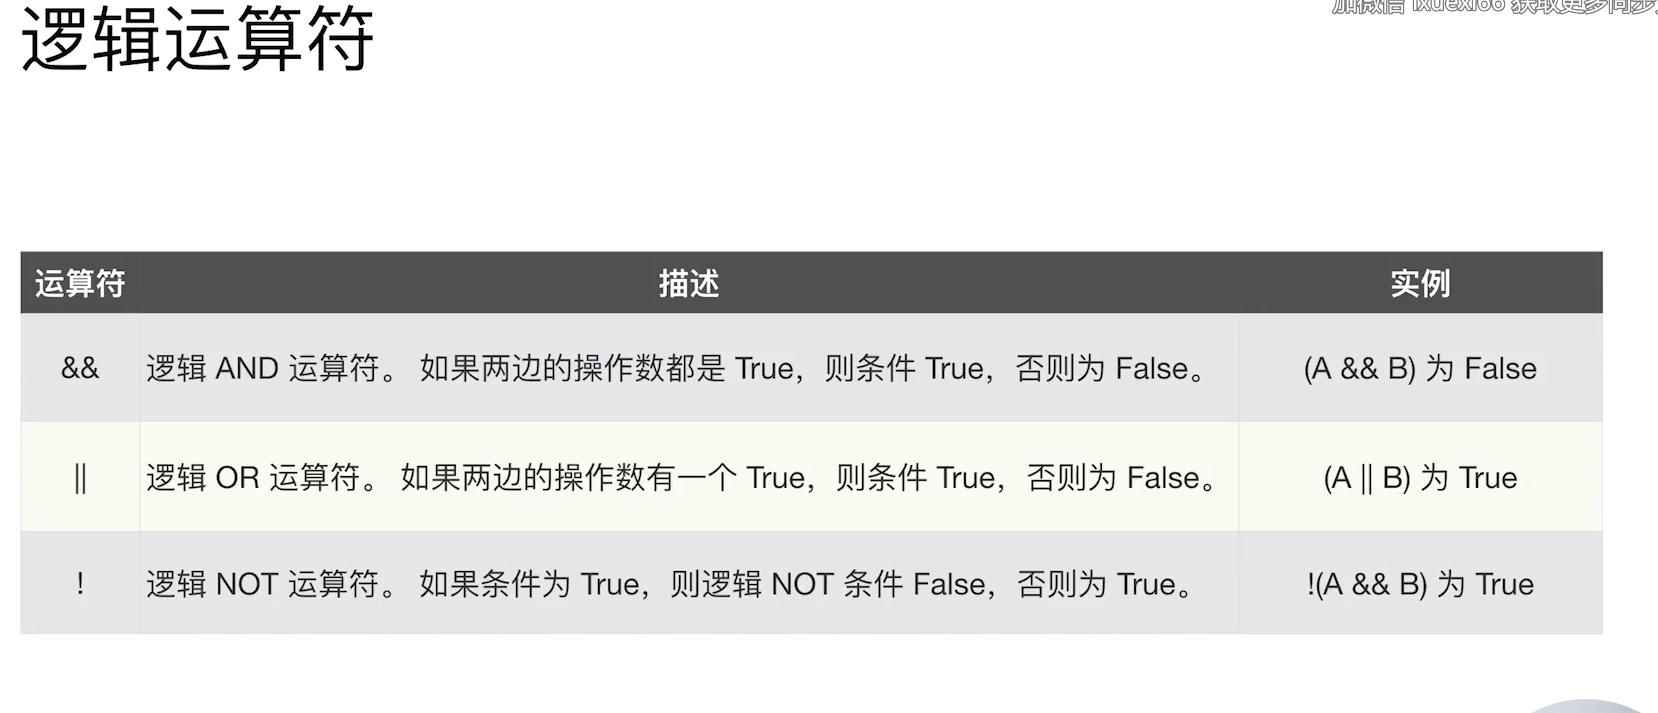 加微信 ixuexi66 获取更多同步
逻辑运算符
运算符 描述 实例
&& 逻辑 AND 运算符。 如果两边的操作数都是 True，则条件 True，否则为 False。 (A && B) 为 False
|| 逻辑 OR 运算符。 如果两边的操作数有一个 True，则条件 True，否则为 False。 (A || B) 为 True
! 逻辑 NOT 运算符。 如果条件为 True，则逻辑 NOT 条件 False，否则为 True。 !(A && B) 为 True